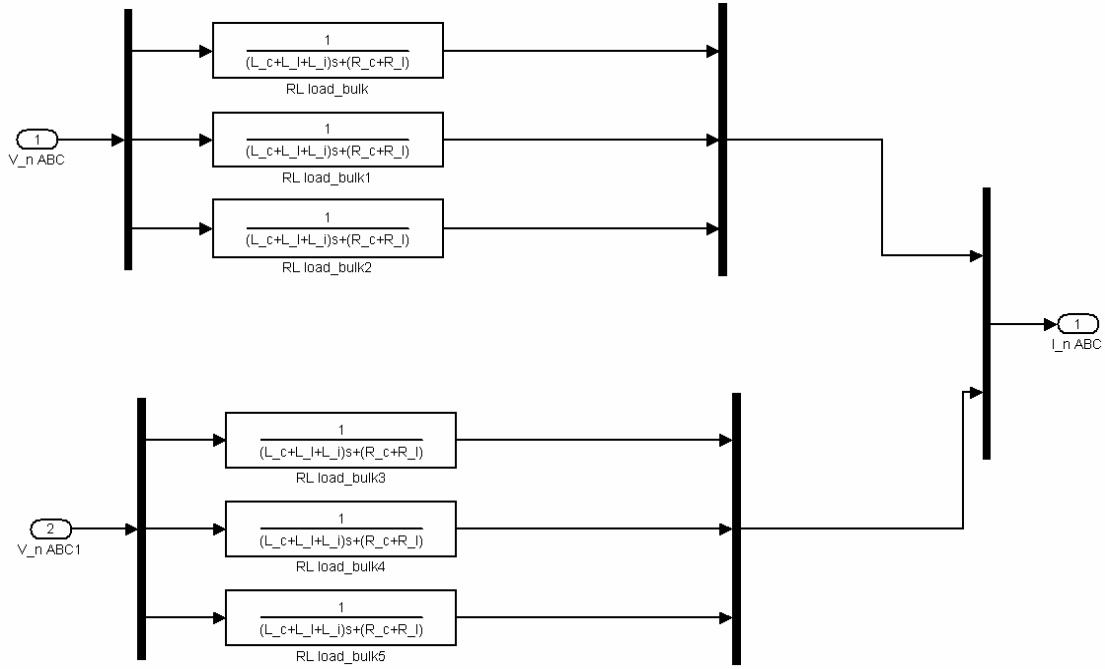 1
(L_c+L_l+L_i)s+(R_c+R_l)
RL load_bulk
1
V_n ABC
1
(L_c+L_l+L_i)s+(R_c+R_l)
RL load_bulk1
1
(L_c+L_l+L_i)s+(R_c+R_l)
RL load_bulk2
1
I_n ABC
1
(L_c+L_l+L_i)s+(R_c+R_l)
RL load_bulk3
2
V_n ABC1
1
(L_c+L_l+L_i)s+(R_c+R_l)
RL load_bulk4
1
(L_c+L_l+L_i)s+(R_c+R_l)
RL load_bulk5